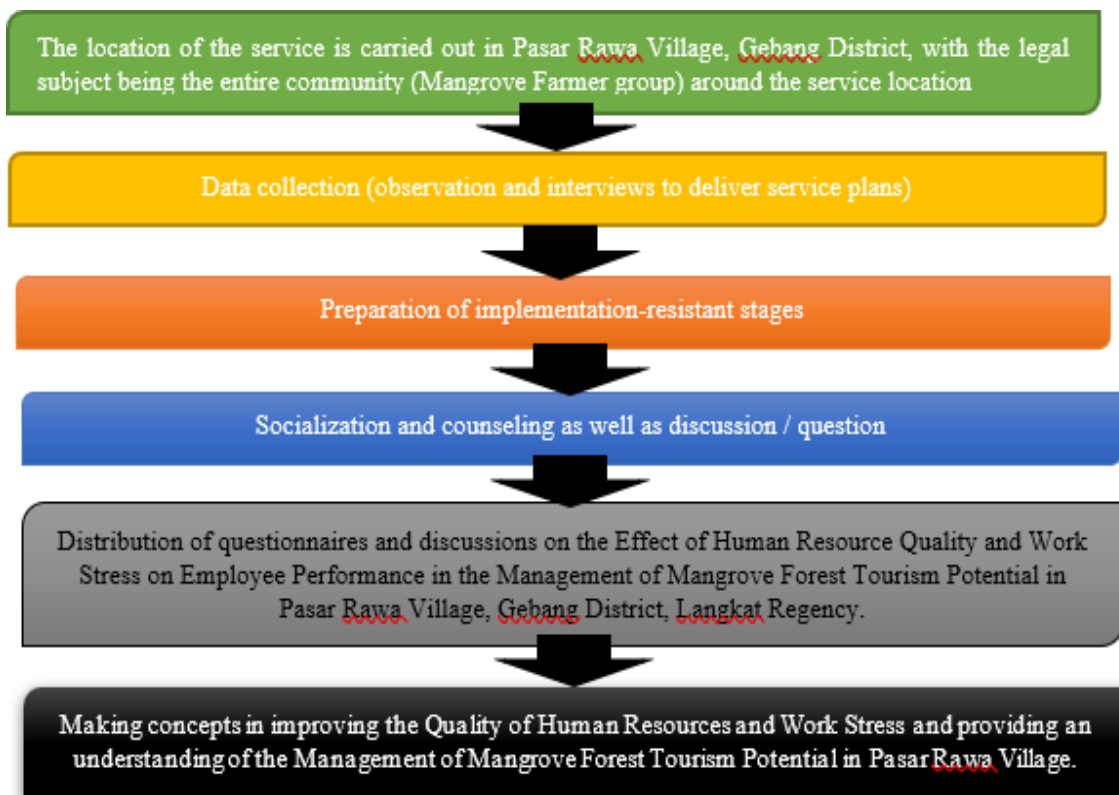 The location of the service is carried out in Pasar Rawa Village, Gebang District, with the legal
subject being the entire community (Mangrove Farmer group) around the service location
Data collection (observation and interviews to deliver service plans)
Preparation of implementation-resistant stages
Socialization and counseling as well as discussion / question
Distribution of questionnaires and discussions on the Effect of Human Resource Quality and Work
Stress on Employee Performance in the Management of Mangrove Forest Tourism Potential in
Pasar Rawa Village, Gebang District, Langkat Regency.
Making concepts in improving the Quality of Human Resources and Work Stress and providing an
understanding of the Management of Mangrove Forest Tourism Potential in Pasar Rawa Village.